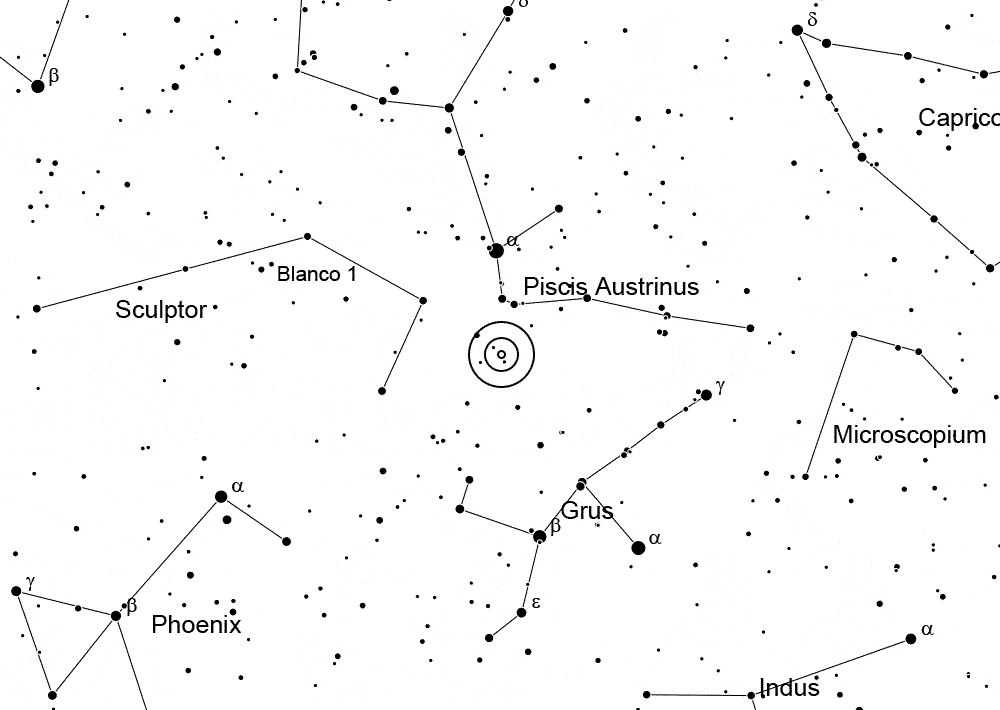 δ
δ
β
Caprico
α
Blanco 1
Piscis Austrinus
Sculptor
γ
Microscopium
α
Grus
β
α
γ
ε
β
Phoenix
α
Indus